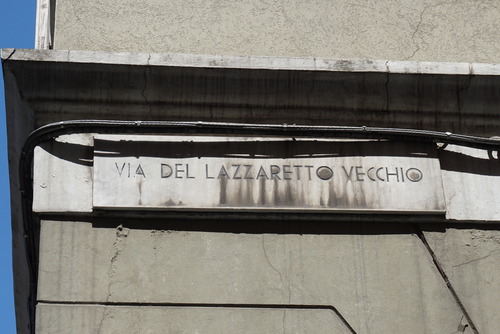 VIA DEL LAZZARETTO VECCHIO